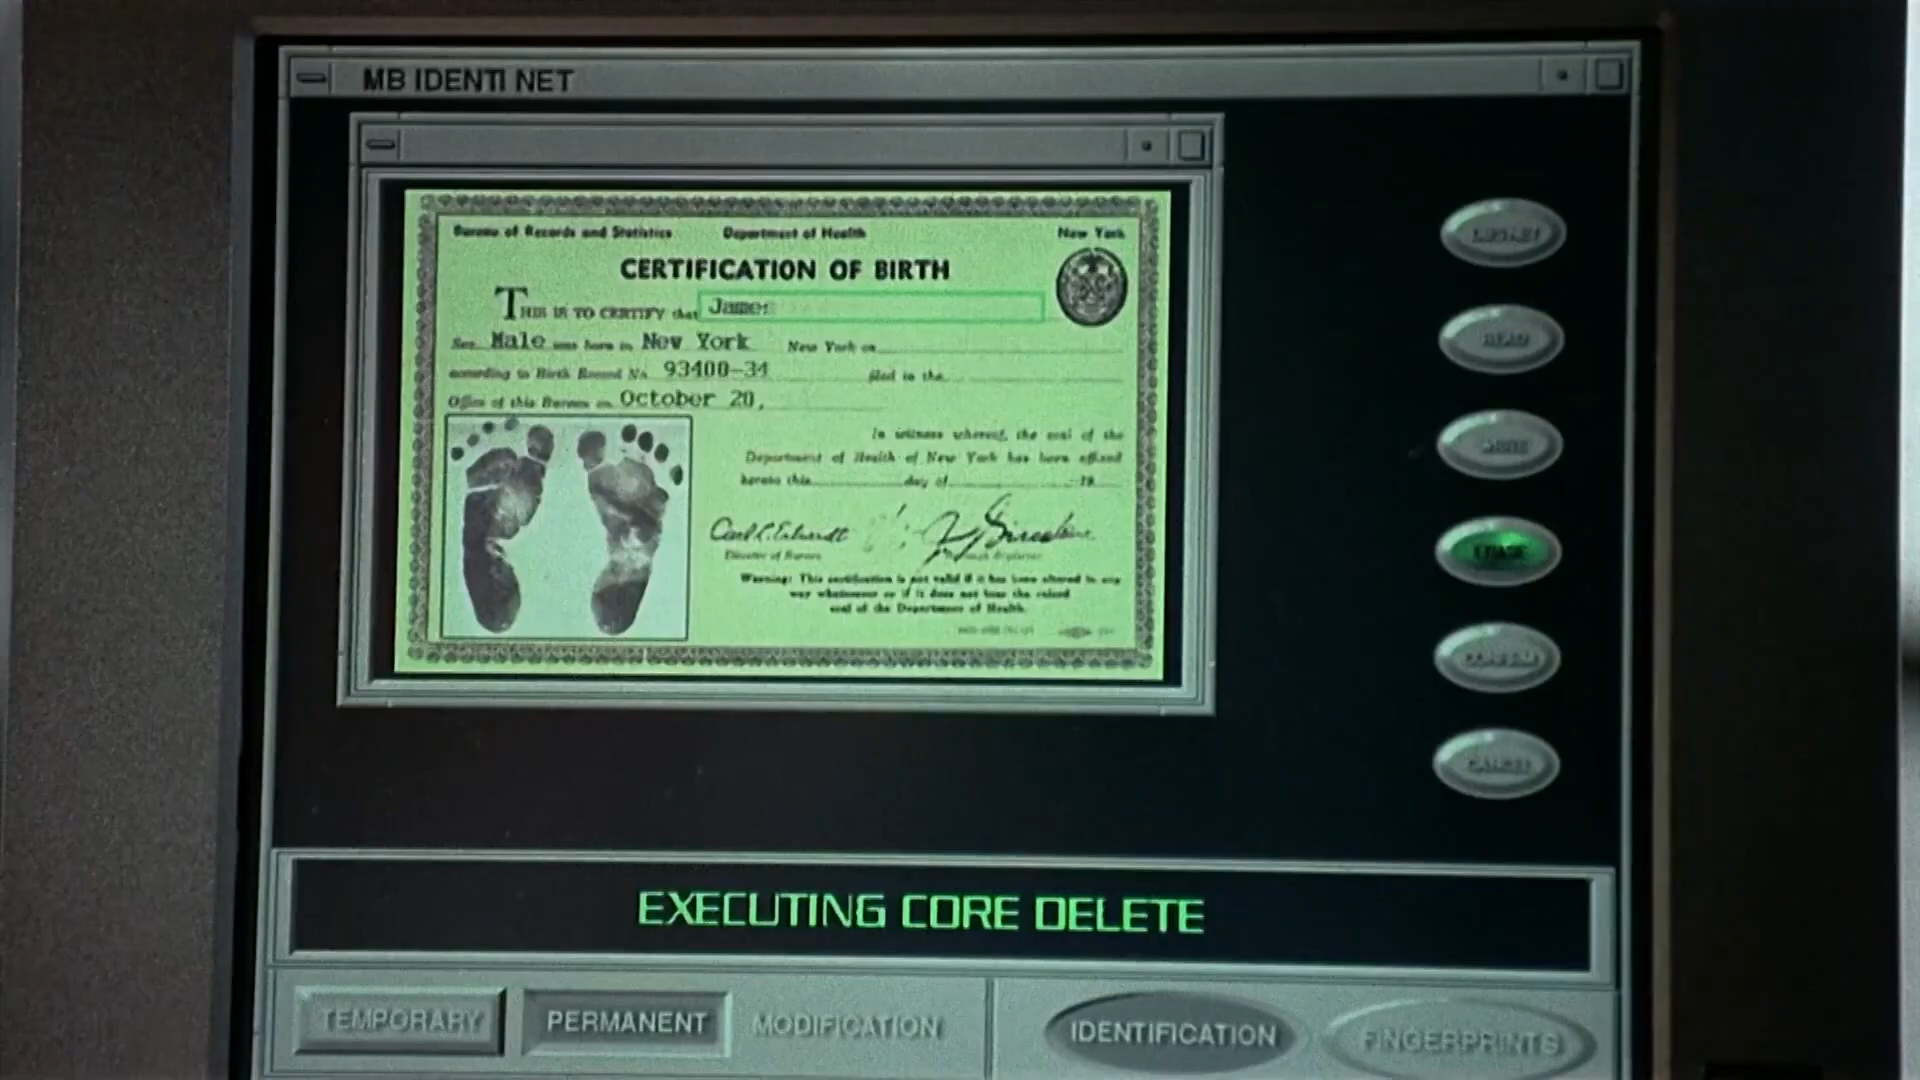 MB IDENTI NET
Bureau of Records and Statistics Department of Health New York
CERTIFICATION OF BIRTH
THIS IS TO CERTIFY that James
Sex Male was born in New York New York on
according to Birth Record No. 93400-34 filed in the
Office of this Bureau on October 20,
In witness whereof, the seal of the
Department of Health of New York has been affixed
hereto this day of 19
Director of Bureau
Warning: This certification is not valid if it has been altered in any
way whatsoever or if it does not bear the raised
seal of the Department of Health.
READ
ERASE
CONFIRM
CANCEL
EXECUTING CORE DELETE
TEMPORARY PERMANENT MODIFICATION IDENTIFICATION FINGERPRINTS